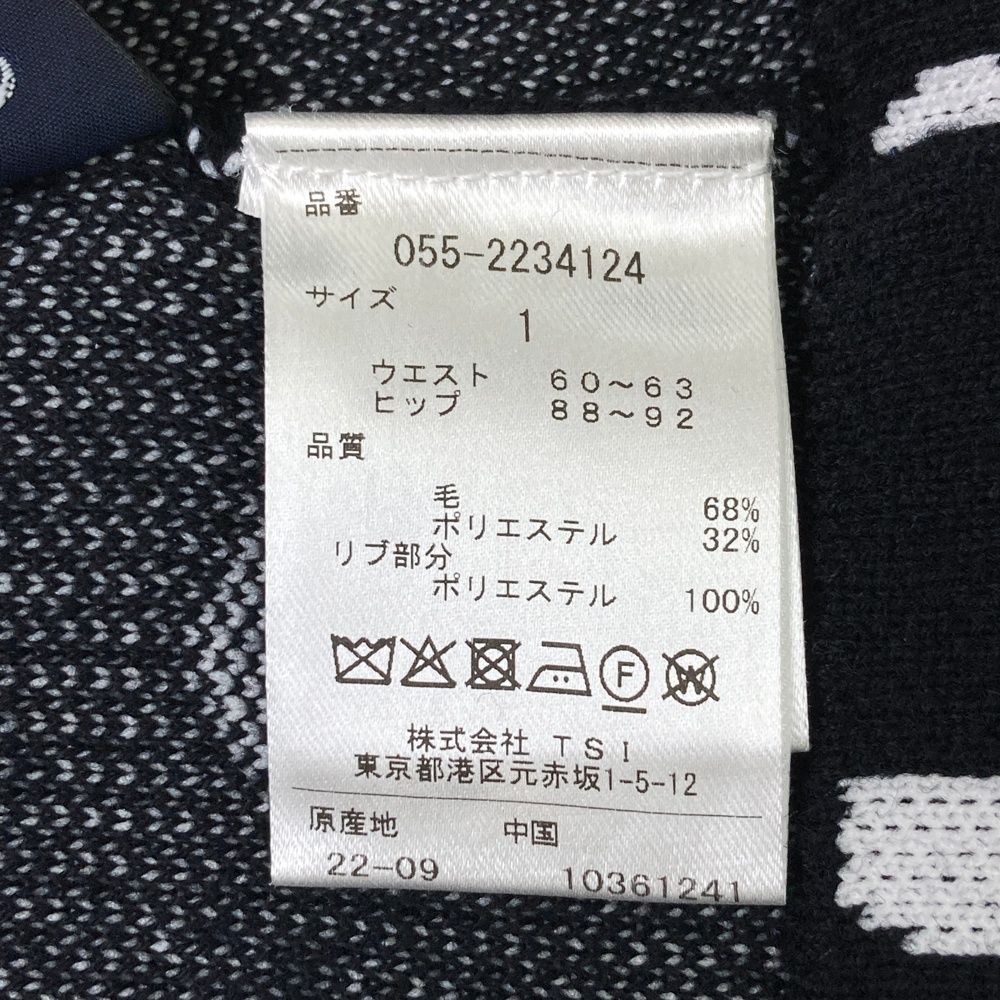 品番
055-2234124
サイズ
1
ウエスト 60～63
ヒップ 88～92
品質
毛 68%
ポリエステル 32%
リブ部分
ポリエステル 100%
F W
株式会社 TSI
東京都港区元赤坂1-5-12
原産地 中国
22-09 10361241